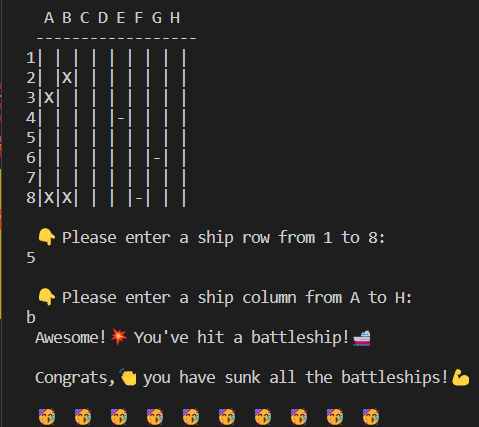 A B C D E F G H
------------------
1| | | | | | | | |
2| |X| | | | | | |
3|X| | | | | | | |
4| | | | |-| | | |
5| | | | | | | | |
6| | | | | | |-| |
7| | | | | | | | |
8|X|X| | | |-| | |
👇 Please enter a ship row from 1 to 8:
5
👇 Please enter a ship column from A to H:
b
Awesome!💥 You've hit a battleship!🚢
Congrats,👏 you have sunk all the battleships!💪
🥳 🥳 🥳 🥳 🥳 🥳 🥳 🥳 🥳 🥳